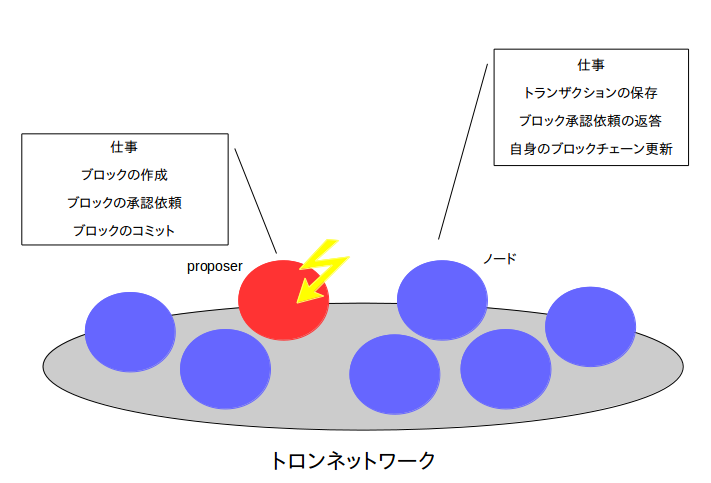 仕事
トランザクションの保存
ブロック承認依頼の返答
自身のブロックチェーン更新
仕事
ブロックの作成
ブロックの承認依頼
ブロックのコミット
proposer
ノード
トロンネットワーク